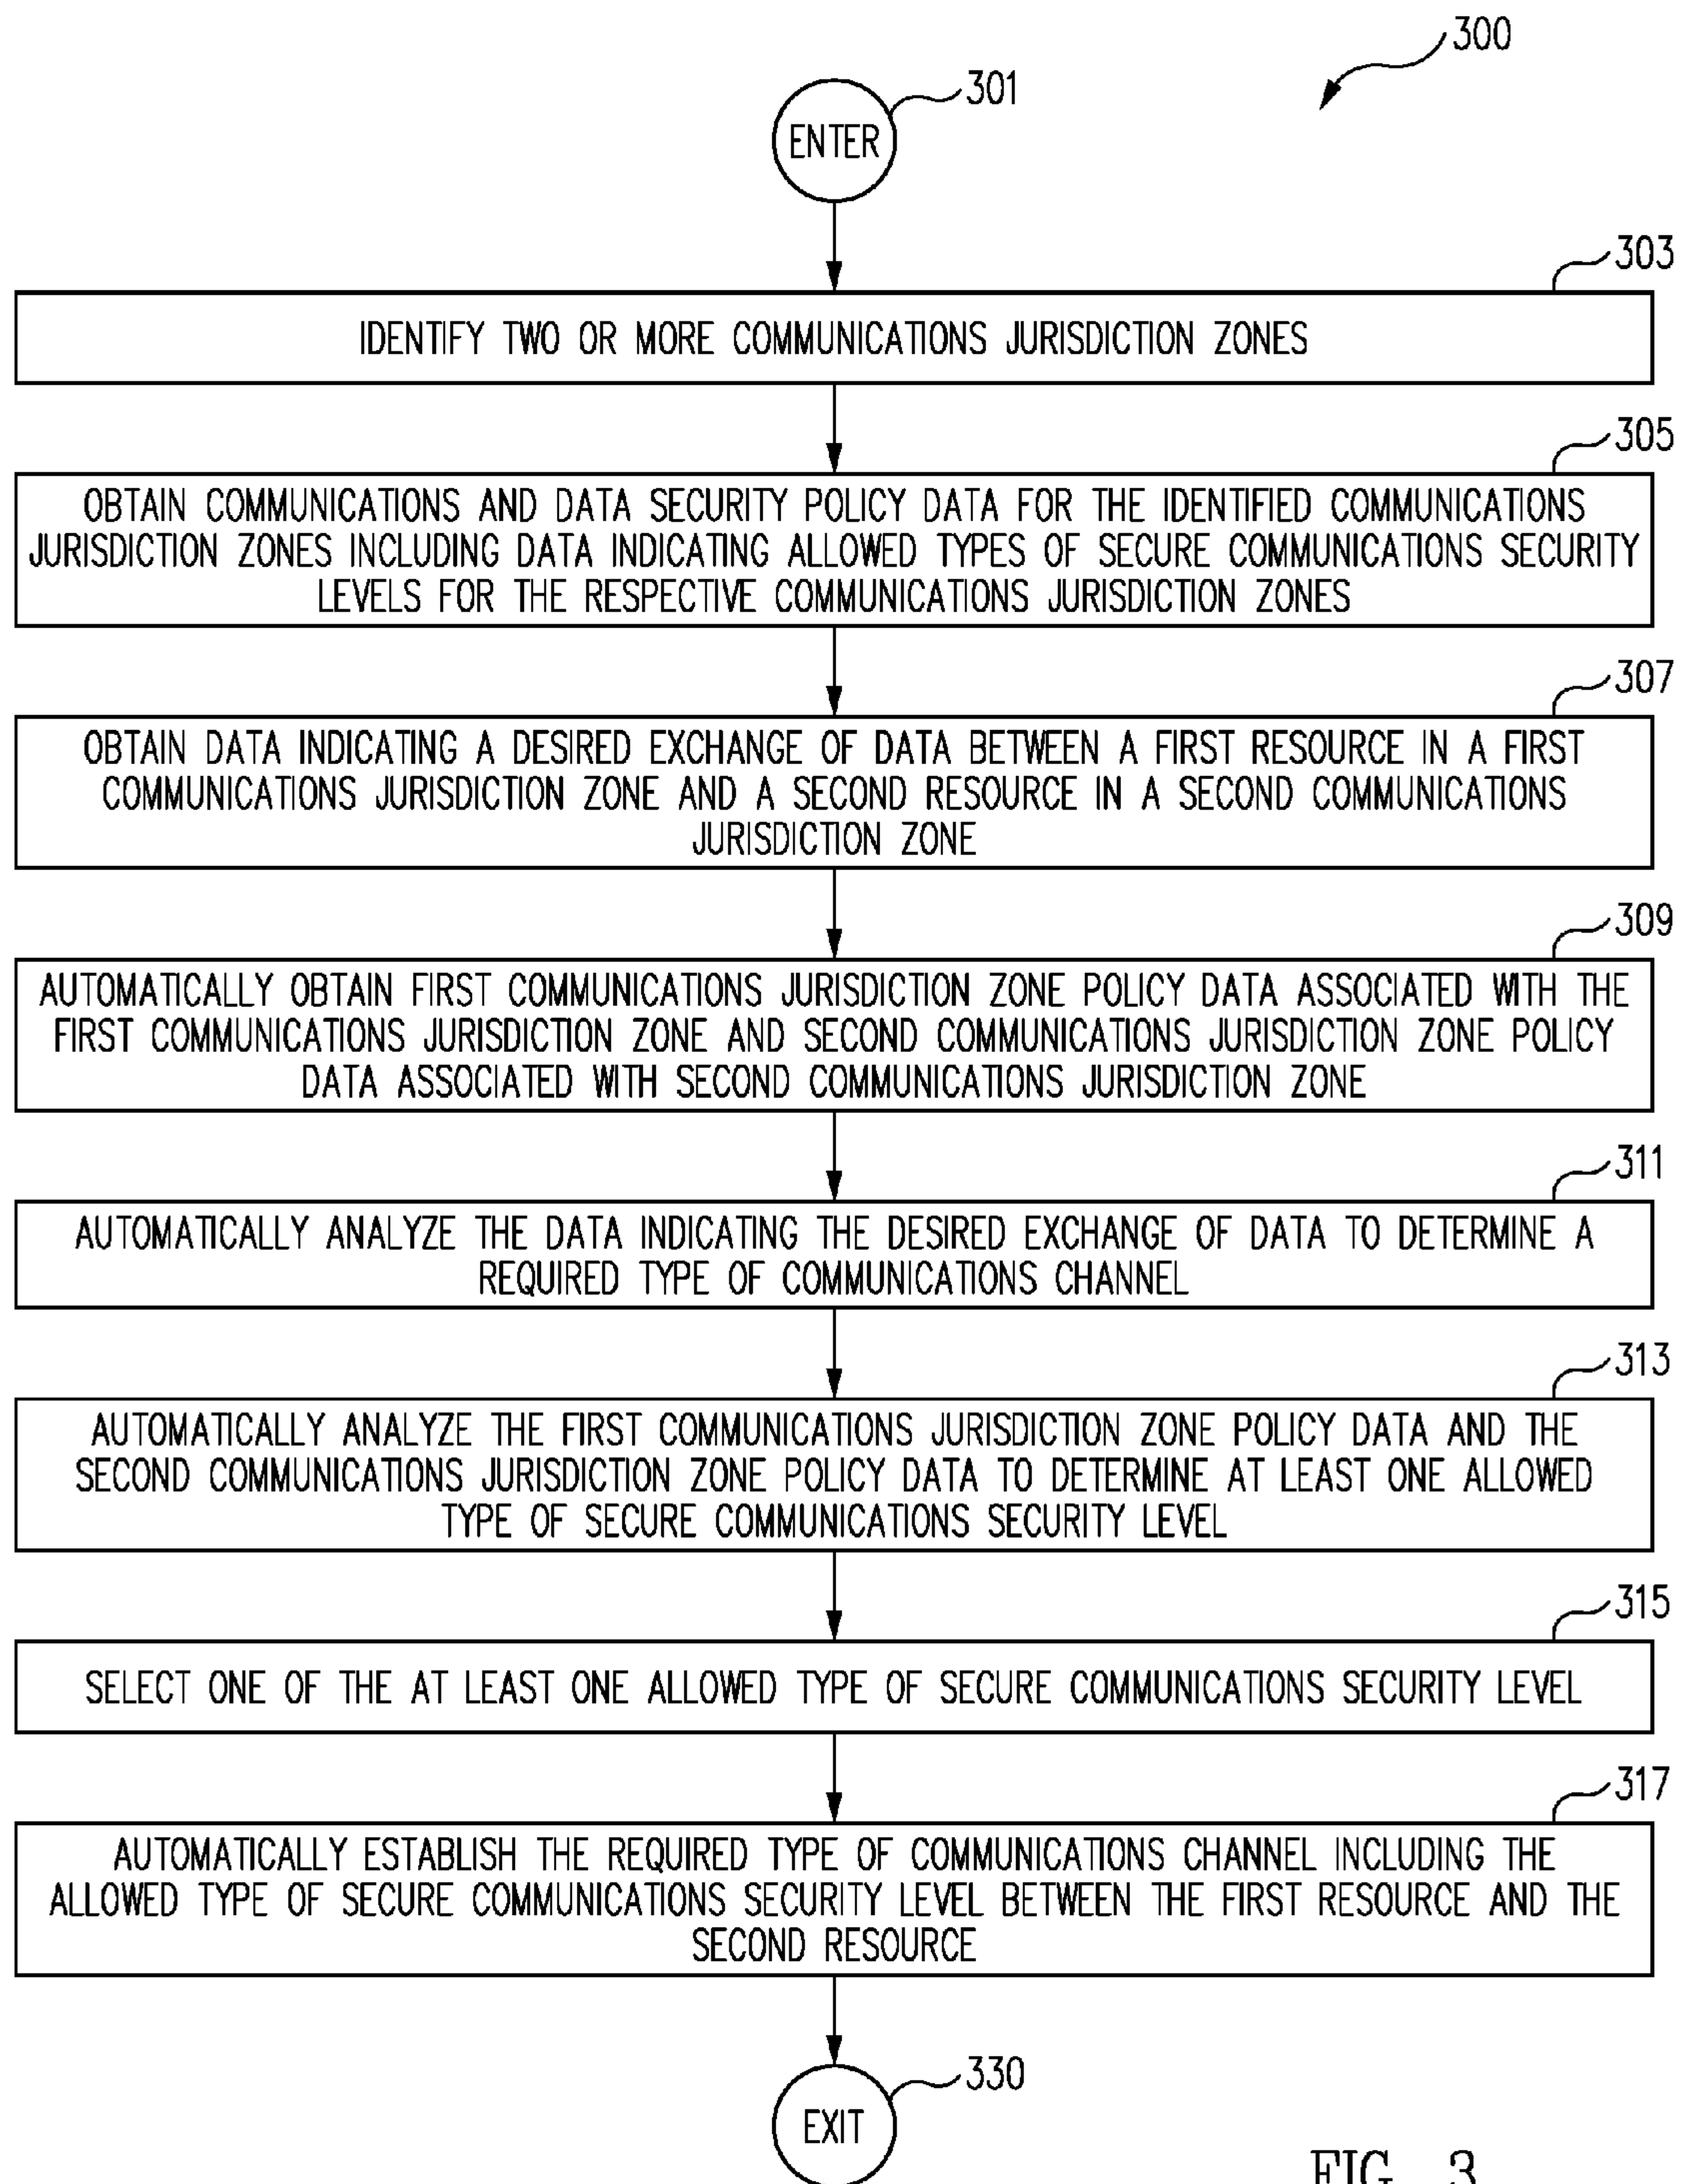 300
301
ENTER
303
IDENTIFY TWO OR MORE COMMUNICATIONS JURISDICTION ZONES
305
OBTAIN COMMUNICATIONS AND DATA SECURITY POLICY DATA FOR THE IDENTIFIED COMMUNICATIONS
JURISDICTION ZONES INCLUDING DATA INDICATING ALLOWED TYPES OF SECURE COMMUNICATIONS SECURITY
LEVELS FOR THE RESPECTIVE COMMUNICATIONS JURISDICTION ZONES
307
OBTAIN DATA INDICATING A DESIRED EXCHANGE OF DATA BETWEEN A FIRST RESOURCE IN A FIRST
COMMUNICATIONS JURISDICTION ZONE AND A SECOND RESOURCE IN A SECOND COMMUNICATIONS
JURISDICTION ZONE
309
AUTOMATICALLY OBTAIN FIRST COMMUNICATIONS JURISDICTION ZONE POLICY DATA ASSOCIATED WITH THE
FIRST COMMUNICATIONS JURISDICTION ZONE AND SECOND COMMUNICATIONS JURISDICTION ZONE POLICY
DATA ASSOCIATED WITH SECOND COMMUNICATIONS JURISDICTION ZONE
311
AUTOMATICALLY ANALYZE THE DATA INDICATING THE DESIRED EXCHANGE OF DATA TO DETERMINE A
REQUIRED TYPE OF COMMUNICATIONS CHANNEL
313
AUTOMATICALLY ANALYZE THE FIRST COMMUNICATIONS JURISDICTION ZONE POLICY DATA AND THE
SECOND COMMUNICATIONS JURISDICTION ZONE POLICY DATA TO DETERMINE AT LEAST ONE ALLOWED
TYPE OF SECURE COMMUNICATIONS SECURITY LEVEL
315
SELECT ONE OF THE AT LEAST ONE ALLOWED TYPE OF SECURE COMMUNICATIONS SECURITY LEVEL
317
AUTOMATICALLY ESTABLISH THE REQUIRED TYPE OF COMMUNICATIONS CHANNEL INCLUDING THE
ALLOWED TYPE OF SECURE COMMUNICATIONS SECURITY LEVEL BETWEEN THE FIRST RESOURCE AND THE
SECOND RESOURCE
330
EXIT
FIG. 3